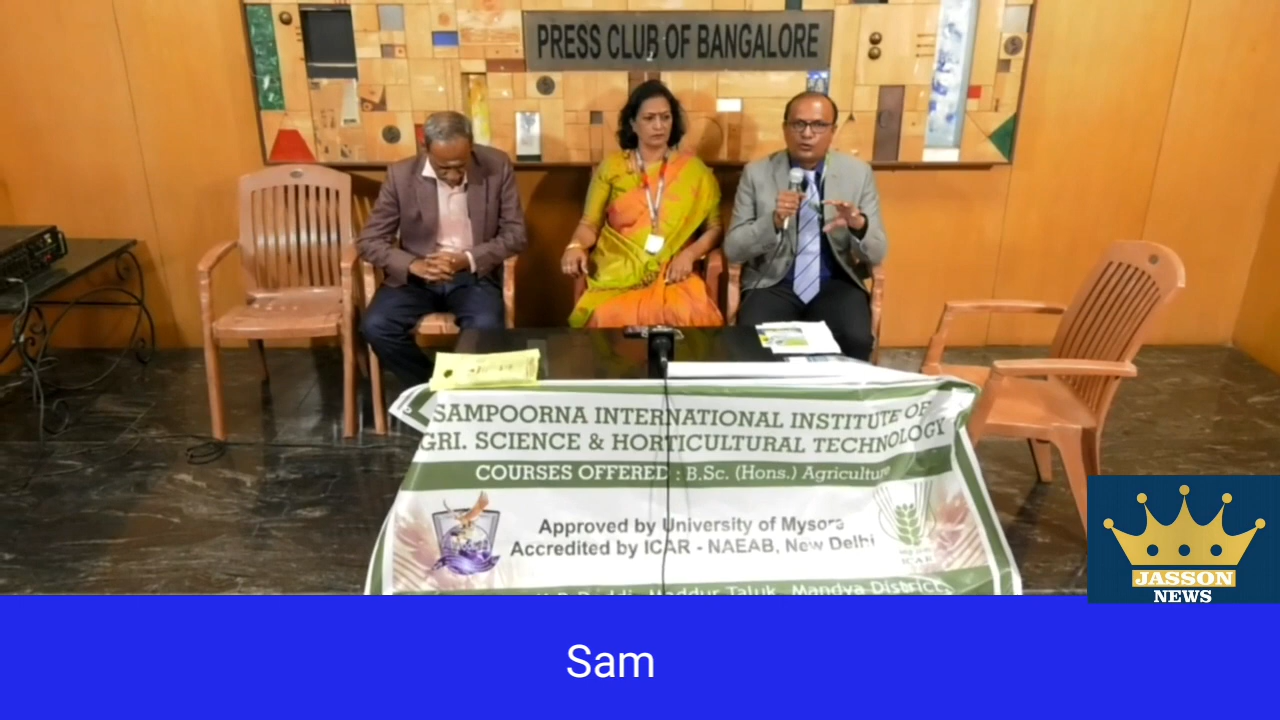 PRESS CLUB OF BANGALORE
SAMPOORNA INTERNATIONAL INSTITUTE OF
GRI. SCIENCE & HORTICULTURAL TECHNOLOGY
COURSES OFFERED : B.Sc. (Hons.) Agriculture
Approved by University of Mysore
Accredited by ICAR - NAEAB, New Delhi
ICAR
Maddur Taluk, Mandya District
JASSON
NEWS
Sam